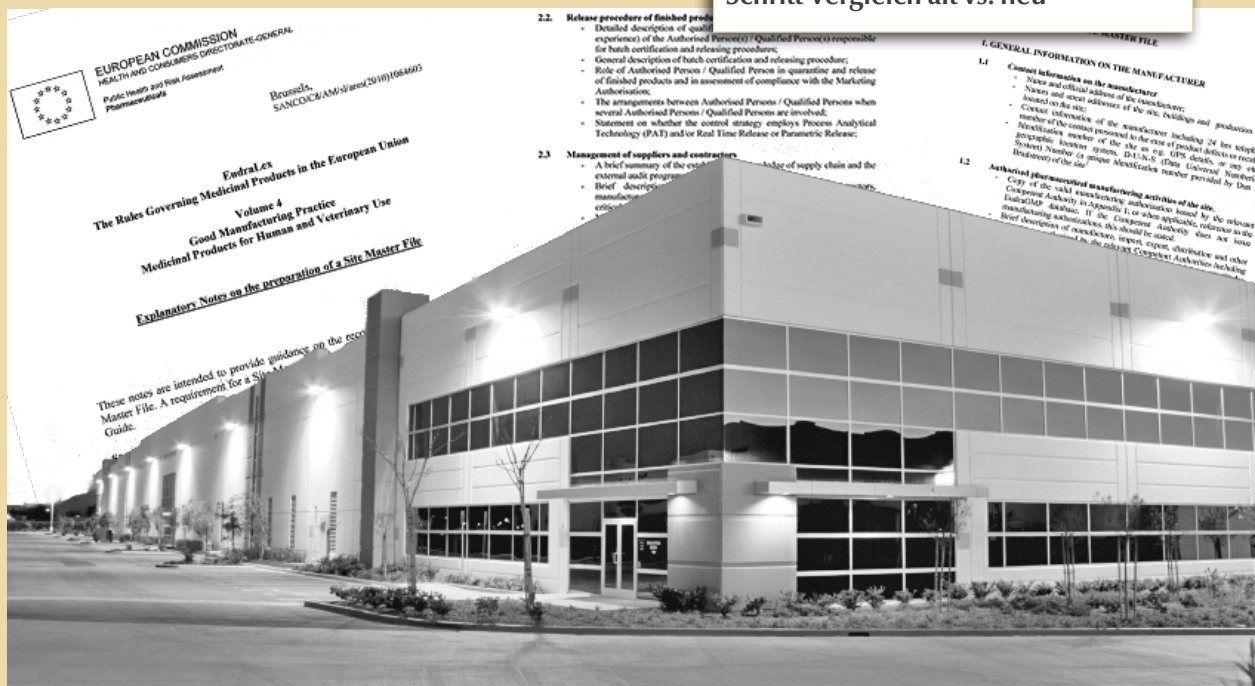 Schritt Vergleich alt vs. neu
EUROPEAN COMMISSION
HEALTH AND CONSUMERS DIRECTORATE-GENERAL
Public Health and Risk Assessment
Pharmaceuticals
Brussels,
SANCO/C8/AM/sl/ares(2010)1064603
EudraLex
The Rules Governing Medicinal Products in the European Union
Volume 4
Good Manufacturing Practice
Medicinal Products for Human and Veterinary Use
Explanatory Notes on the preparation of a Site Master File
These notes are intended to provide guidance on the
Master File. A requirement for a
Guide.
2.2. Release procedure of finished
- Detailed description of
experience) of the Authorised Person(s) / Qualified Person(s) responsible
for batch certification and releasing procedures;
- General description of batch certification and releasing procedure;
- Role of Authorised Person / Qualified Person in quarantine and release
of finished products and in assessment of compliance with the Marketing
Authorisation;
- The arrangements between Authorised Persons / Qualified Persons when
several Authorised Persons / Qualified Persons are involved;
- Statement on whether the control strategy employs Process Analytical
Technology (PAT) and/or Real Time Release or Parametric Release;
2.3 Management of suppliers and contractors
- A brief summary of the of supply chain and the
external audit
- Brief
MASTER FILE
1. GENERAL INFORMATION ON THE MANUFACTURER
1.1 Contact information on the manufacturer
- Name and official address of the manufacturer;
- Names and street addresses of the site, buildings and production
located on the site;
- Contact information of the manufacturer including 24 hrs
number of the contact personnel in the case of product defects or
- Identification number of the site as e.g. GPS details, or any
geographic location system, D-U-N-S (Data Universal
System) Number (a unique identification number provided by Dun
Bradstreet) of the site
1.2 Authorised pharmaceutical manufacturing activities of the site.
- Copy of the valid manufacturing authorisation issued by the relevant
Competent Authority in Appendix 1; or when applicable, reference to the
EudraGMP database. If the Competent Authority does not issue
manufacturing authorizations, this should be stated.
- Brief description of manufacture, import, export, distribution and other
by the relevant Competent Authorities including